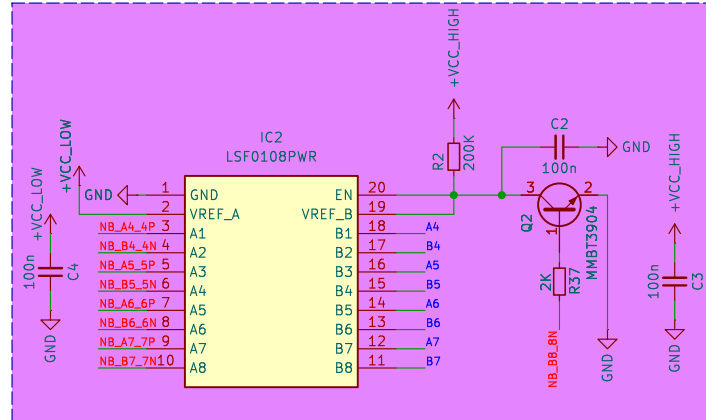 +VCC_HIGH
IC2
LSF0108PWR
R2
200K
C2
100n
GND
+VCC_LOW
GND
1
GND
EN
20
2
VREF_A
VREF_B
19
NB_A4_4P
3
A1
B1
18
A4
NB_B4_4N
4
A2
B2
17
B4
NB_A5_5P
5
A3
B3
16
A5
NB_B5_5N
6
A4
B4
15
B5
NB_A6_6P
7
A5
B5
14
A6
NB_B6_6N
8
A6
B6
13
B6
NB_A7_7P
9
A7
B7
12
A7
NB_B7_7N
10
A8
B8
11
B7
+VCC_LOW
100n
C4
GND
3
2
1
Q2
MMBT3904
2K
R37
NB_B8_8N
GND
+VCC_HIGH
100n
C3
GND